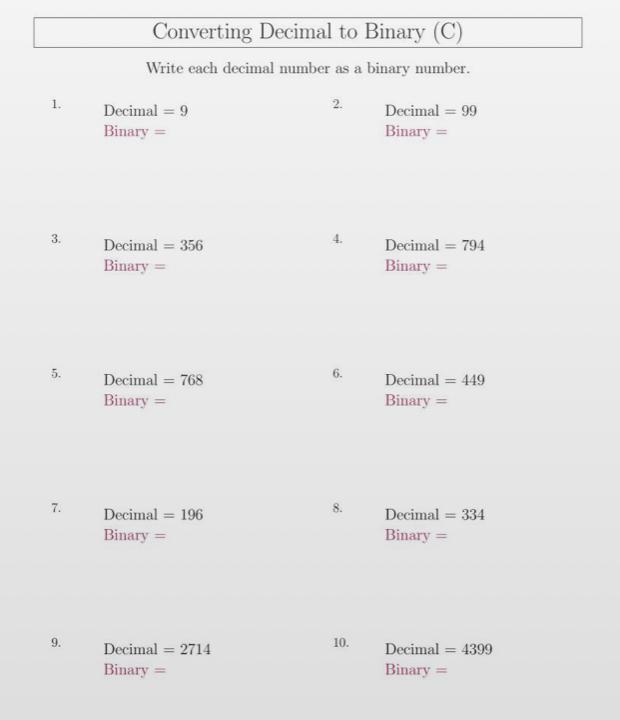 Converting Decimal to Binary (C)
Write each decimal number as a binary number.
1. Decimal = 9
Binary =
2. Decimal = 99
Binary =
3. Decimal = 356
Binary =
4. Decimal = 794
Binary =
5. Decimal = 768
Binary =
6. Decimal = 449
Binary =
7. Decimal = 196
Binary =
8. Decimal = 334
Binary =
9. Decimal = 2714
Binary =
10. Decimal = 4399
Binary =